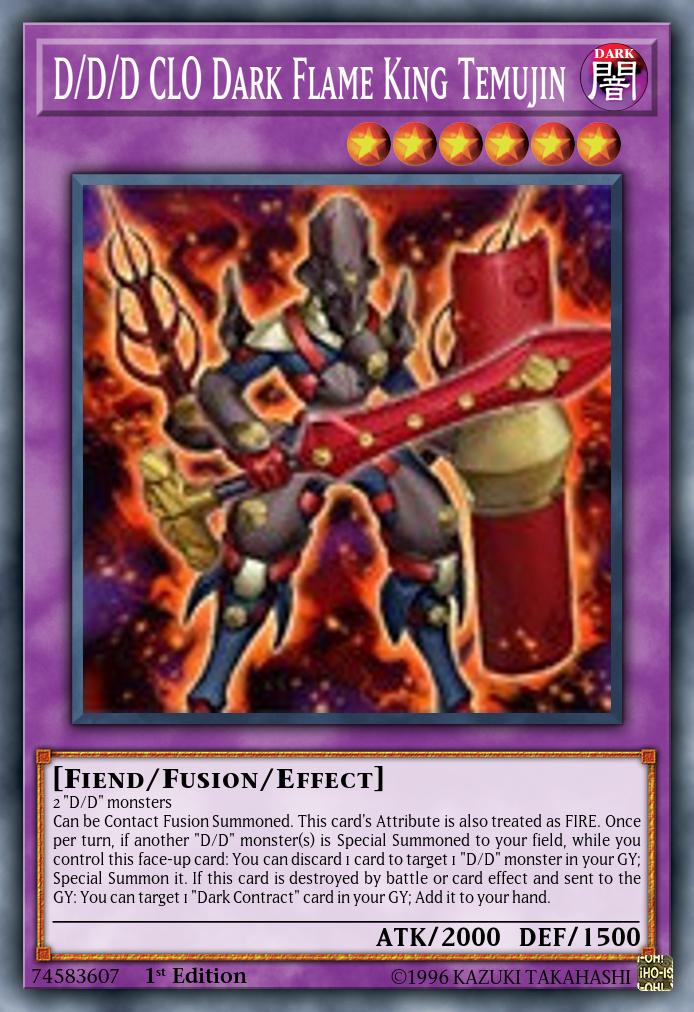 D/D/D CLO Dark Flame King Temujin
DARK
闇
[Fiend/Fusion/Effect]
2 "D/D" monsters
Can be Contact Fusion Summoned. This card's Attribute is also treated as FIRE. Once
per turn, if another "D/D" monster(s) is Special Summoned to your field, while you
control this face-up card: You can discard 1 card to target 1 "D/D" monster in your GY;
Special Summon it. If this card is destroyed by battle or card effect and sent to the
GY: You can target 1 "Dark Contract" card in your GY; Add it to your hand.
ATK/2000 DEF/1500
74583607 1st Edition ©1996 KAZUKI TAKAHASHI